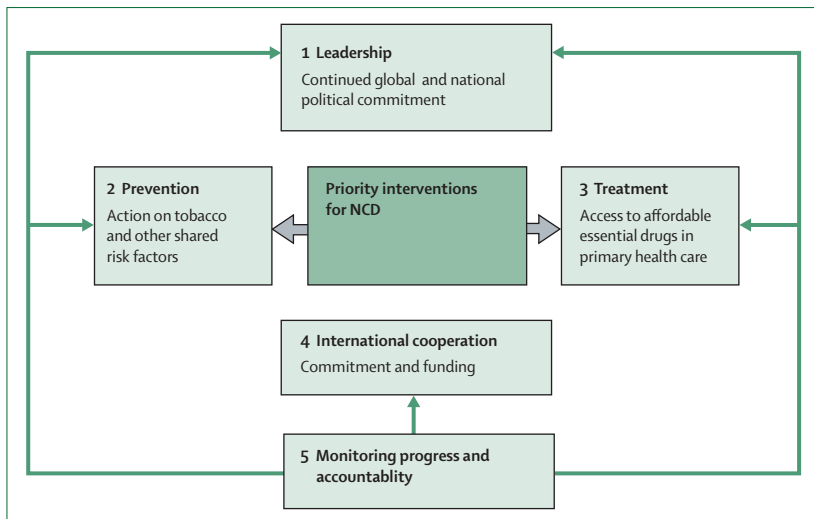 1 Leadership
Continued global and national
political commitment
2 Prevention
Action on tobacco
and other shared
risk factors
Priority interventions
for NCD
3 Treatment
Access to affordable
essential drugs in
primary health care
4 International cooperation
Commitment and funding
5 Monitoring progress and
accountablity